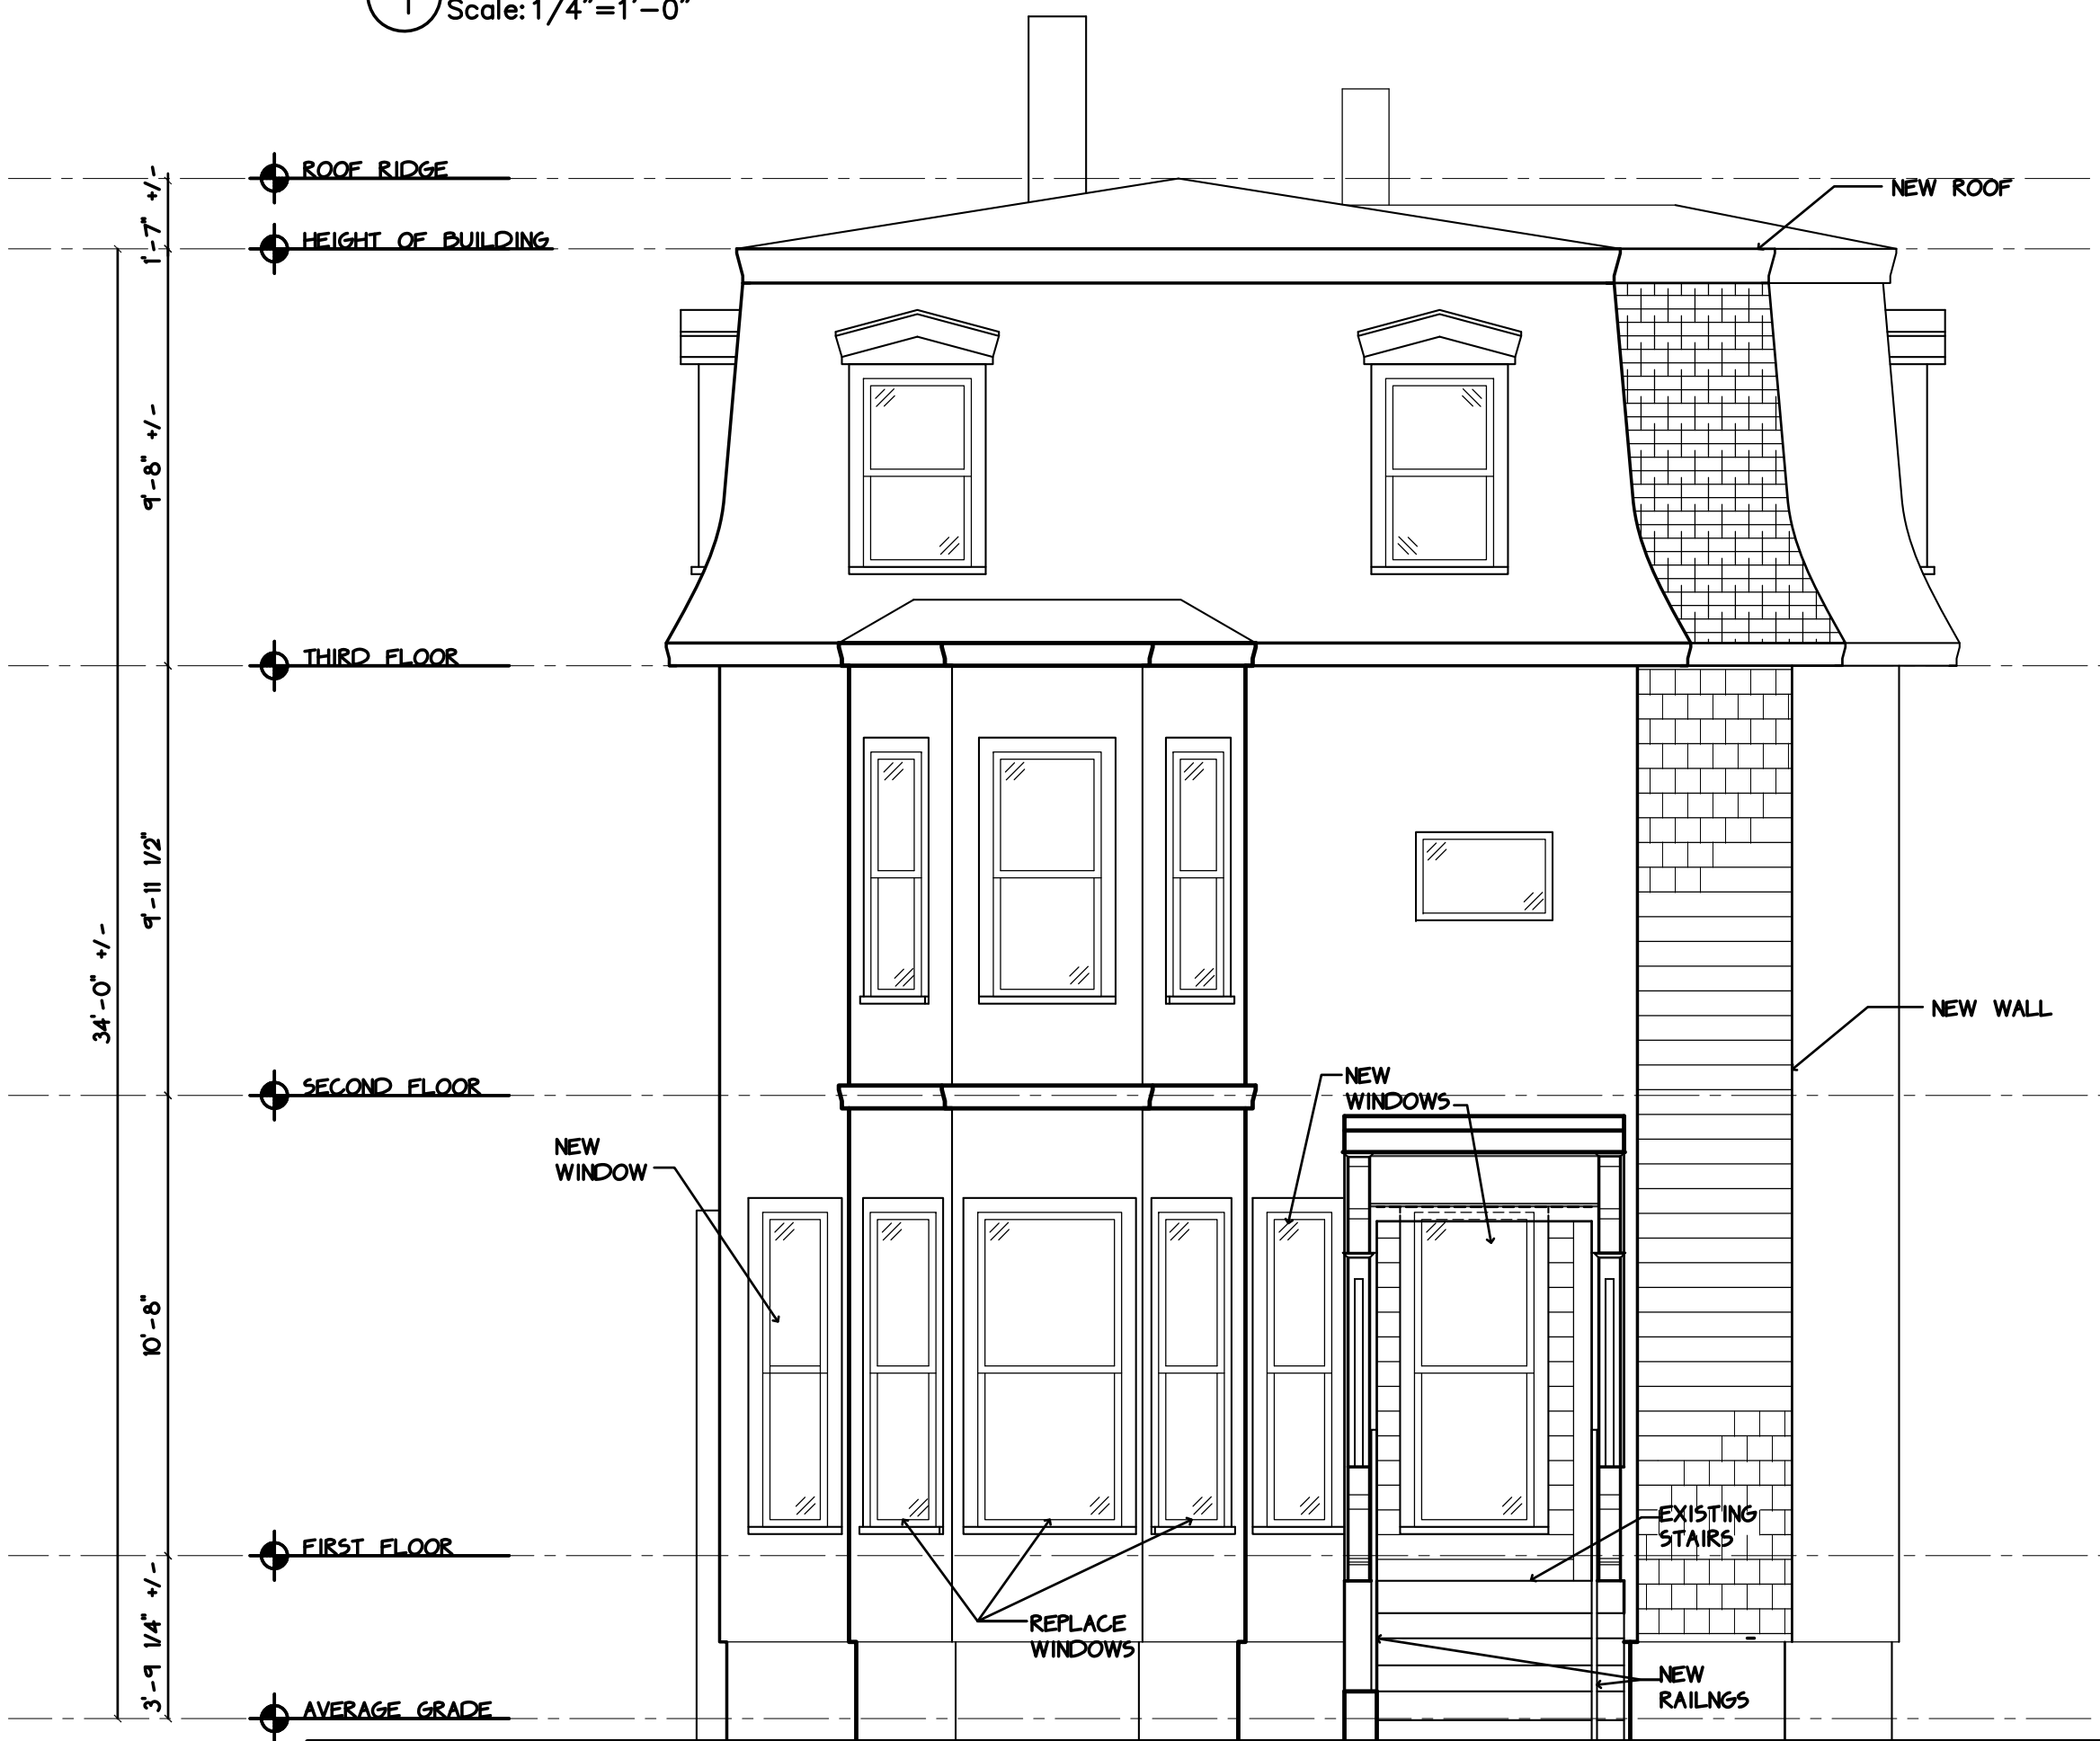 1
Scale: 1/4"=1'-0"
ROOF RIDGE
1'-7" +/-
NEW ROOF
HEIGHT OF BUILDING
9'-8" +/-
THIRD FLOOR
9'-11 1/2"
34'-0" +/-
NEW WALL
SECOND FLOOR
NEW
WINDOWS
NEW
WINDOW
10'-8"
EXISTING
STAIRS
FIRST FLOOR
3'-9 1/4" +/-
REPLACE
WINDOWS
NEW
RAILNGS
AVERAGE GRADE